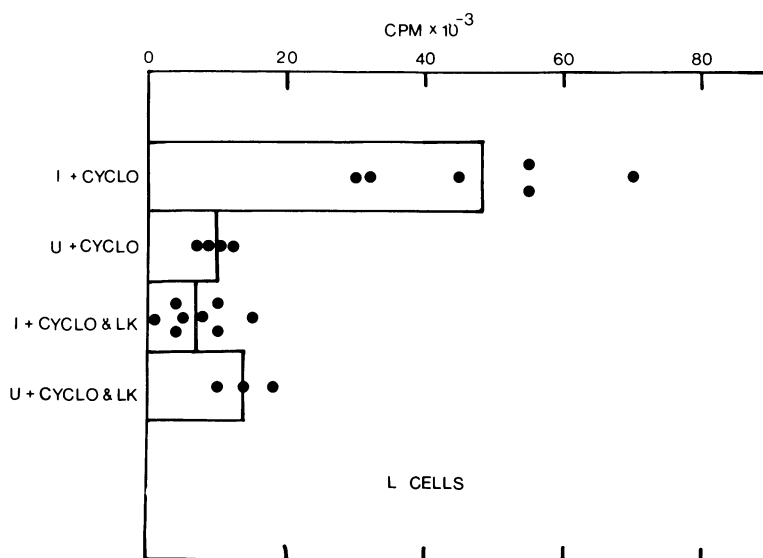 CPM × 10⁻³
0 20 40 60 80
I + CYCLO
U + CYCLO
I + CYCLO & LK
U + CYCLO & LK
L CELLS